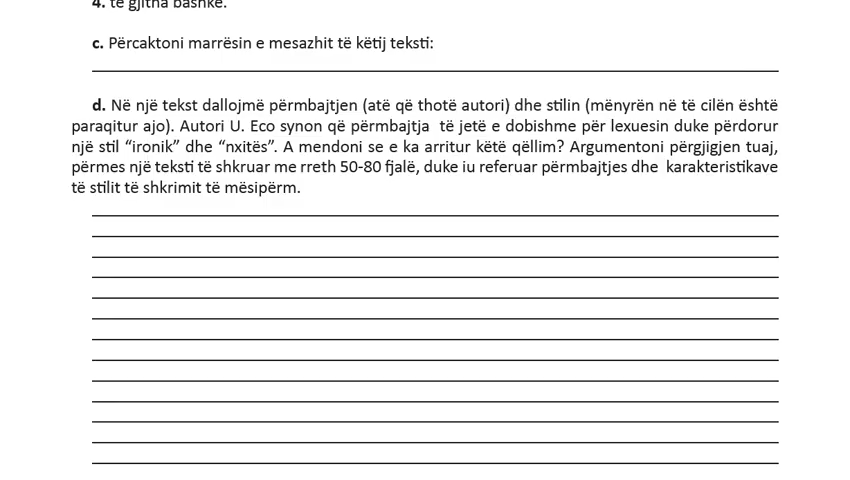 4. të gjitha bashkë.
c. Përcaktoni marrësin e mesazhit të këtij teksti:
d. Në një tekst dallojmë përmbajtjen (atë që thotë autori) dhe stilin (mënyrën në të cilën është
paraqitur ajo). Autori U. Eco synon që përmbajtja  të jetë e dobishme për lexuesin duke përdorur
një stil “ironik” dhe “nxitës”. A mendoni se e ka arritur këtë qëllim? Argumentoni përgjigjen tuaj,
përmes një teksti të shkruar me rreth 50-80 fjalë, duke iu referuar përmbajtjes dhe  karakteristikave
të stilit të shkrimit të mësipërm.